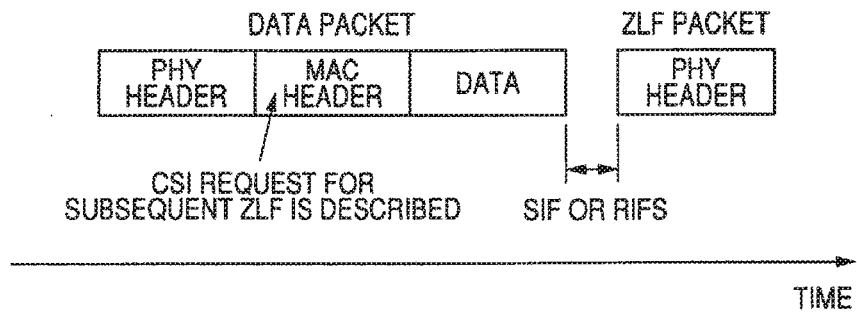 DATA PACKET
ZLF PACKET
PHY
HEADER
MAC
HEADER
DATA
PHY
HEADER
CSI REQUEST FOR
SUBSEQUENT ZLF IS DESCRIBED
SIF OR RIFS
TIME